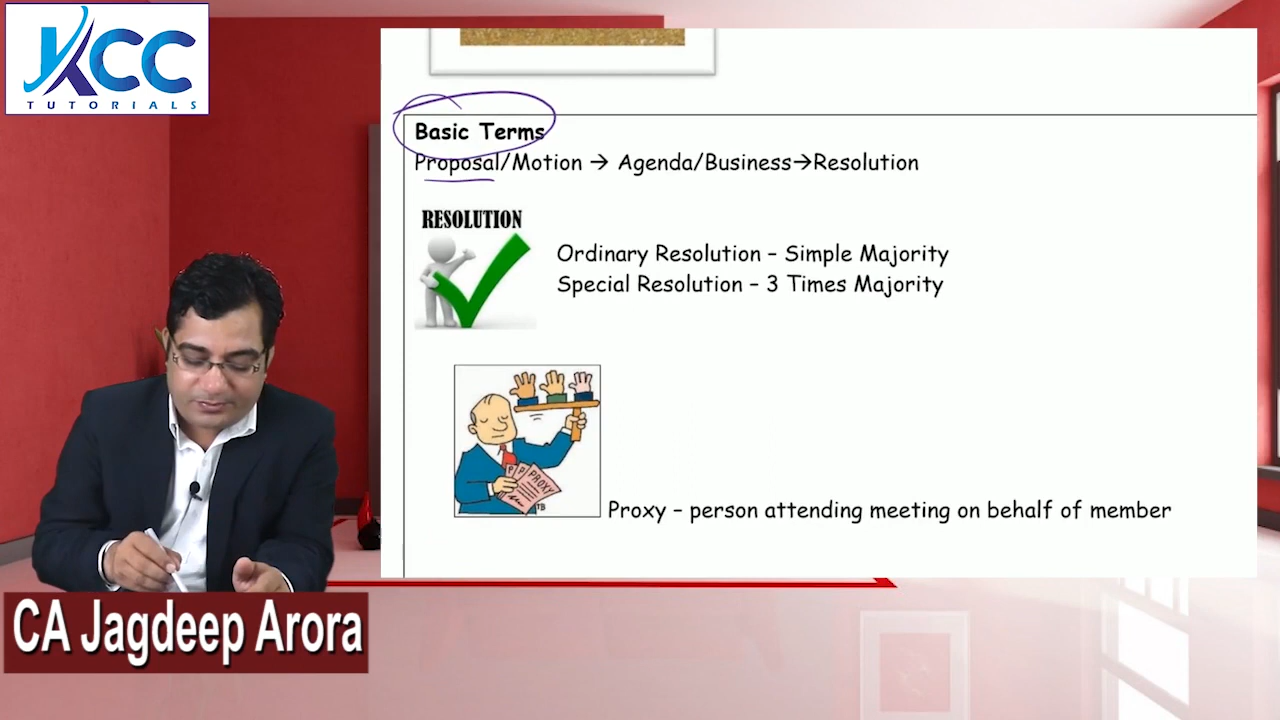 KCC
TUTORIALS
Basic Terms
Proposal/Motion → Agenda/Business→Resolution
RESOLUTION
Ordinary Resolution – Simple Majority
Special Resolution – 3 Times Majority
PROXY
Proxy – person attending meeting on behalf of member
CA Jagdeep Arora